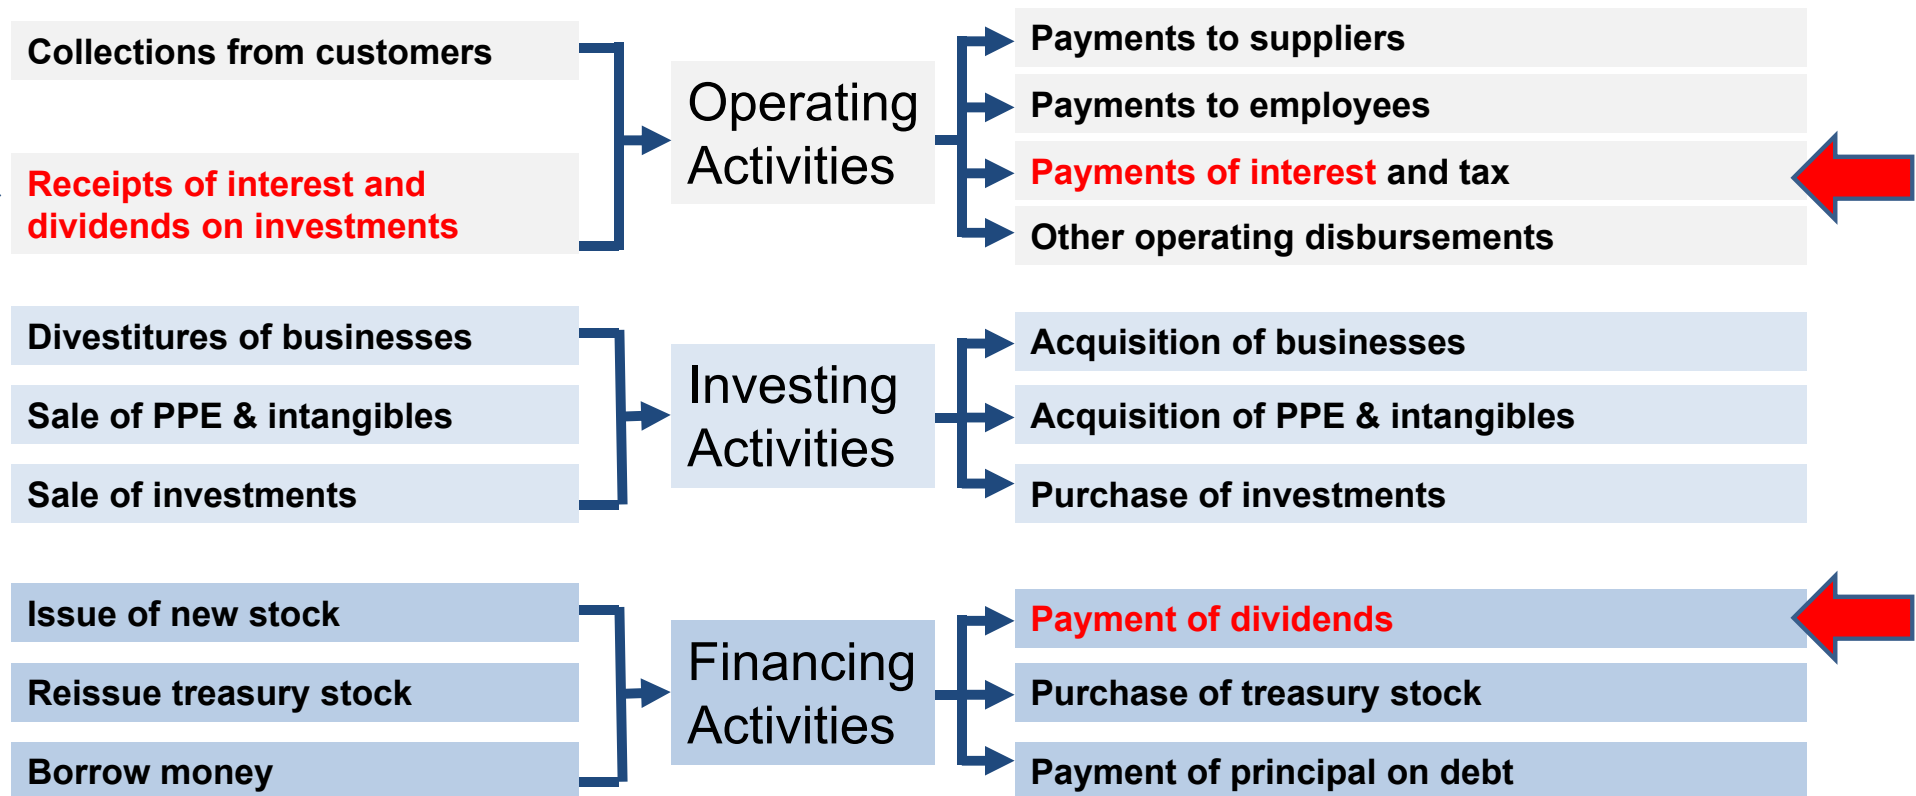 Collections from customers
Receipts of interest and
dividends on investments
Operating
Activities
Payments to suppliers
Payments to employees
Payments of interest and tax
Other operating disbursements
Divestitures of businesses
Sale of PPE & intangibles
Sale of investments
Investing
Activities
Acquisition of businesses
Acquisition of PPE & intangibles
Purchase of investments
Issue of new stock
Reissue treasury stock
Borrow money
Financing
Activities
Payment of dividends
Purchase of treasury stock
Payment of principal on debt